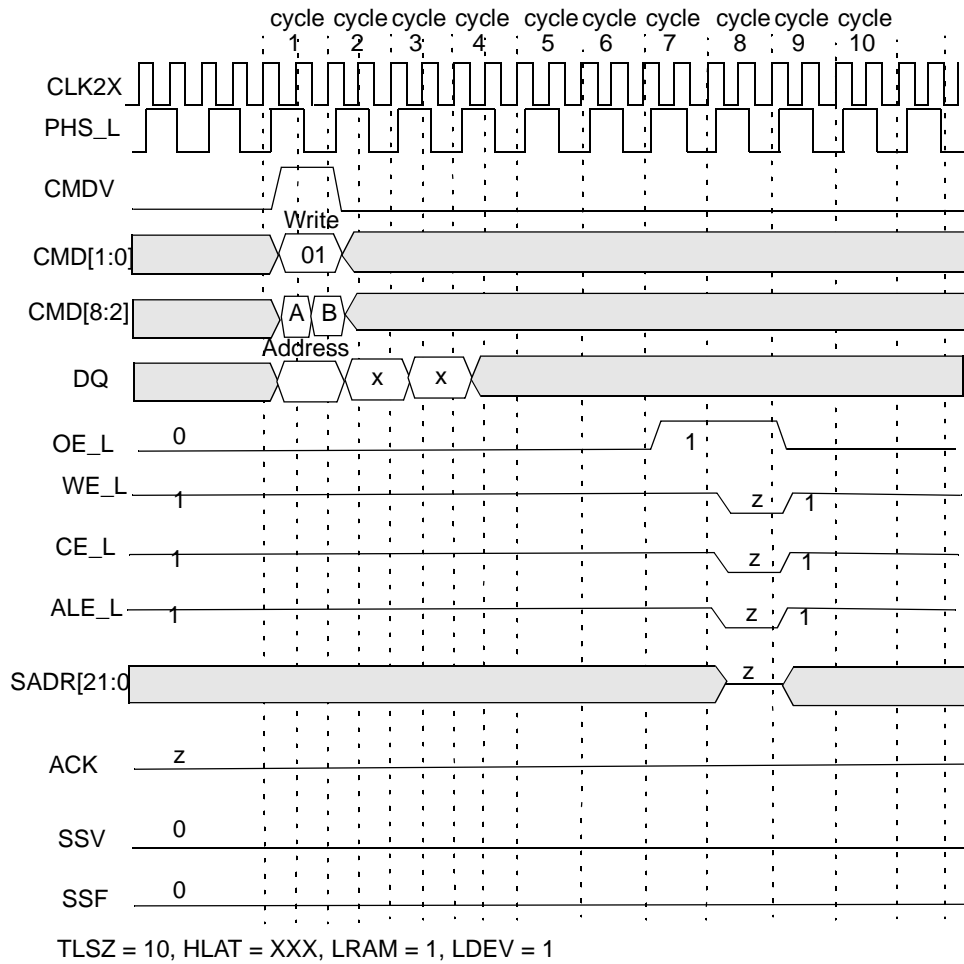 cycle cycle cycle cycle cycle cycle cycle cycle cycle cycle
1 2 3 4 5 6 7 8 9 10
CLK2X
PHS_L
CMDV
Write
CMD[1:0] 01
CMD[8:2] A B
Address
DQ x x
OE_L 0 1
WE_L 1 z 1
CE_L 1 z 1
ALE_L 1 z 1
SADR[21:0 z
ACK z
SSV 0
SSF 0
TLSZ = 10, HLAT = XXX, LRAM = 1, LDEV = 1